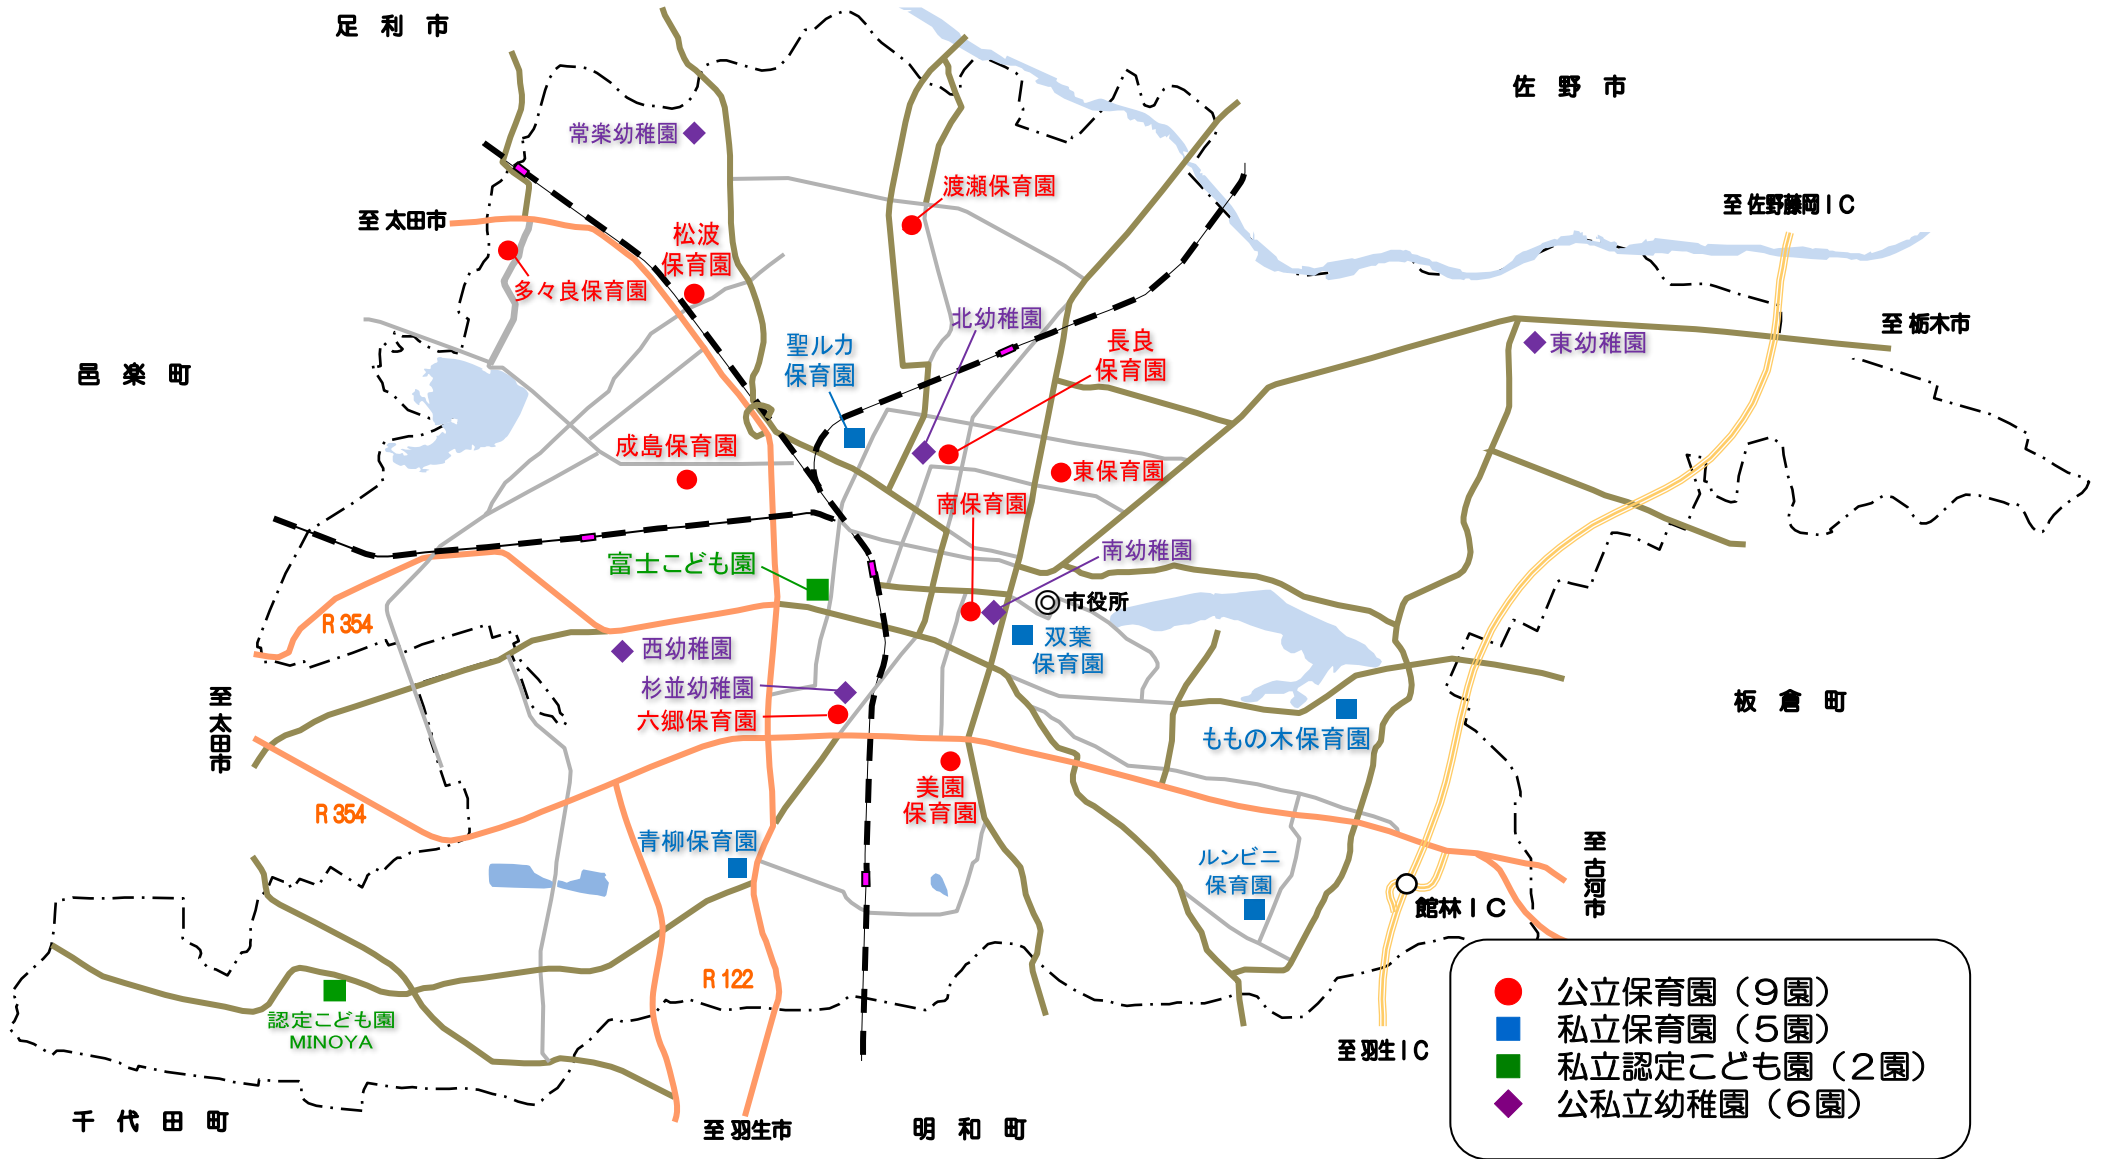 足利市
佐野市
常楽幼稚園
渡瀬保育園
至佐野藤岡IC
至太田市
松波
保育園
多々良保育園
北幼稚園
至栃木市
長良
保育園
東幼稚園
聖ルカ
保育園
邑楽町
成島保育園
東保育園
南保育園
南幼稚園
富士こども園
市役所
R354
双葉
保育園
西幼稚園
杉並幼稚園
六郷保育園
至太田市
板倉町
ももの木保育園
美園
保育園
R354
青柳保育園
至古河市
ルンビニ
保育園
館林IC
R122
認定こども園
MINOYA
至羽生IC
公立保育園（９園）
私立保育園（５園）
私立認定こども園（２園）
公私立幼稚園（６園）
千代田町
至羽生市
明和町